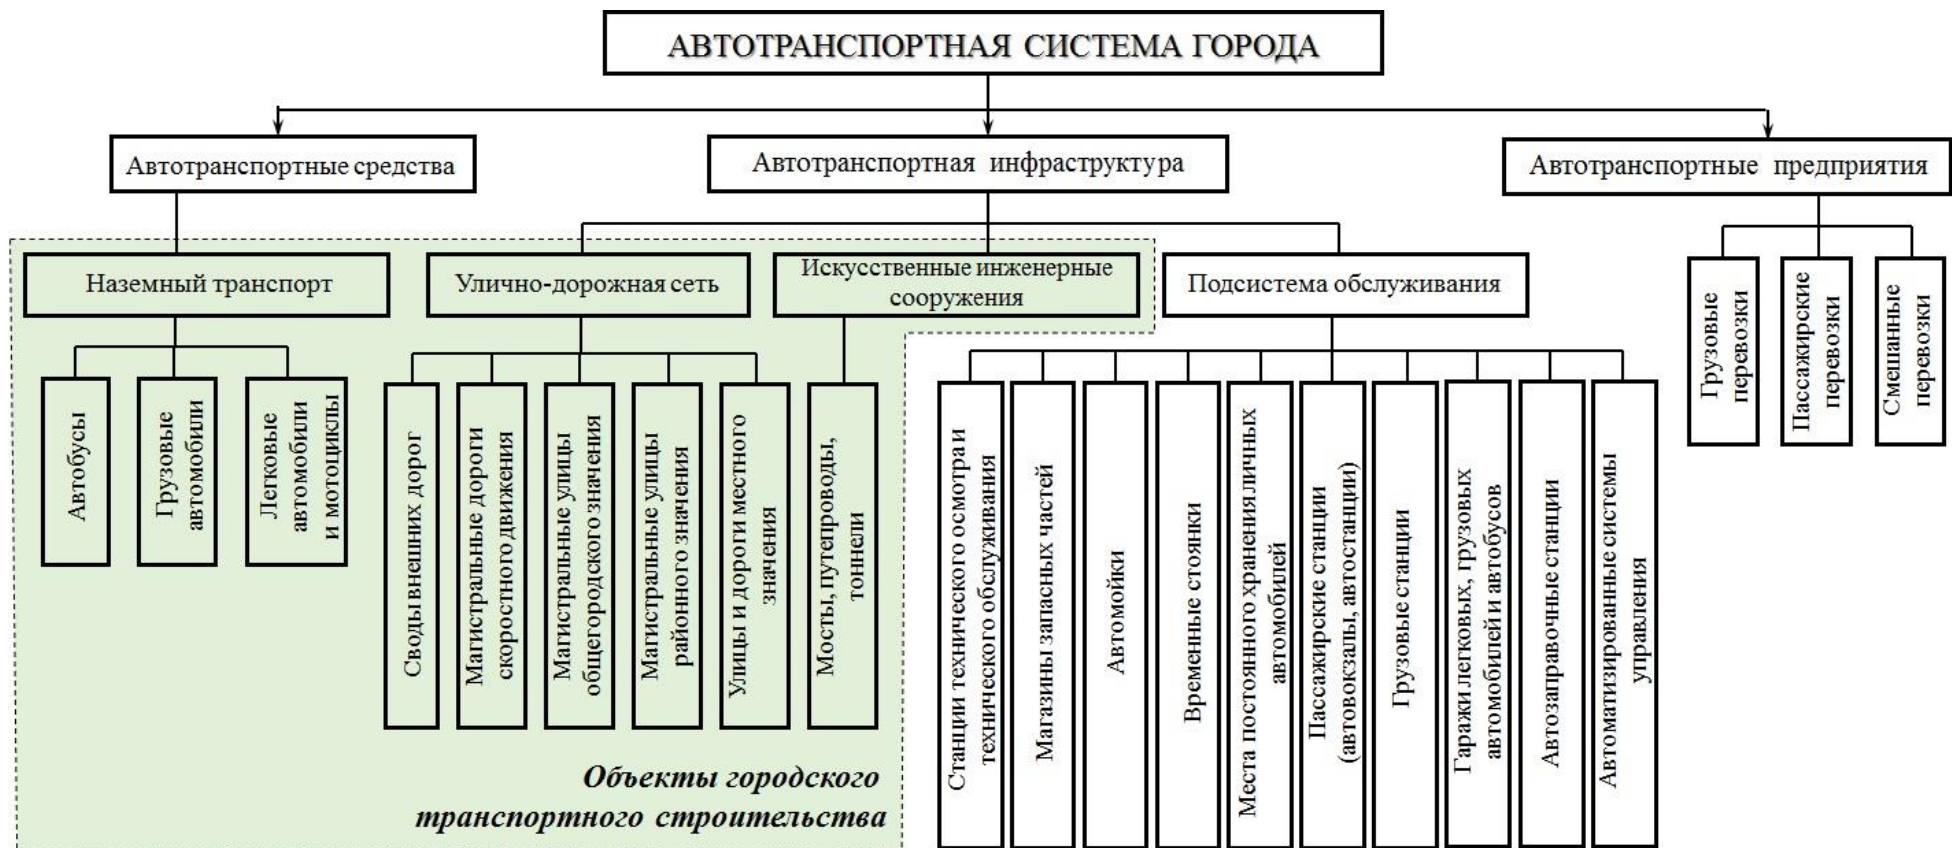 АВТОТРАНСПОРТНАЯ СИСТЕМА ГОРОДА
Автотранспортные средства
Автотранспортная инфраструктура
Автотранспортные предприятия
Наземный транспорт
Улично-дорожная сеть
Искусственные инженерные
сооружения
Подсистема обслуживания
Грузовые
перевозки
Пассажирские
перевозки
Смешанные
перевозки
Автобусы
Грузовые
автомобили
Легковые
автомобили
и мотоциклы
Своды внешних дорог
Магистральные дороги
скоростного движения
Магистральные улицы
общегородского значения
Магистральные улицы
районного значения
Улицы и дороги местного
значения
Мосты, путепроводы,
тоннели
Станции технического осмотра и
технического обслуживания
Магазины запасных частей
Автомойки
Временные стоянки
Места постоянного хранения личных
автомобилей
Пассажирские станции
(автовокзалы, автостанции)
Грузовые станции
Гаражи легковых, грузовых
автомобилей и автобусов
Автозаправочные станции
Автоматизированные системы
управления
Объекты городского
транспортного строительства